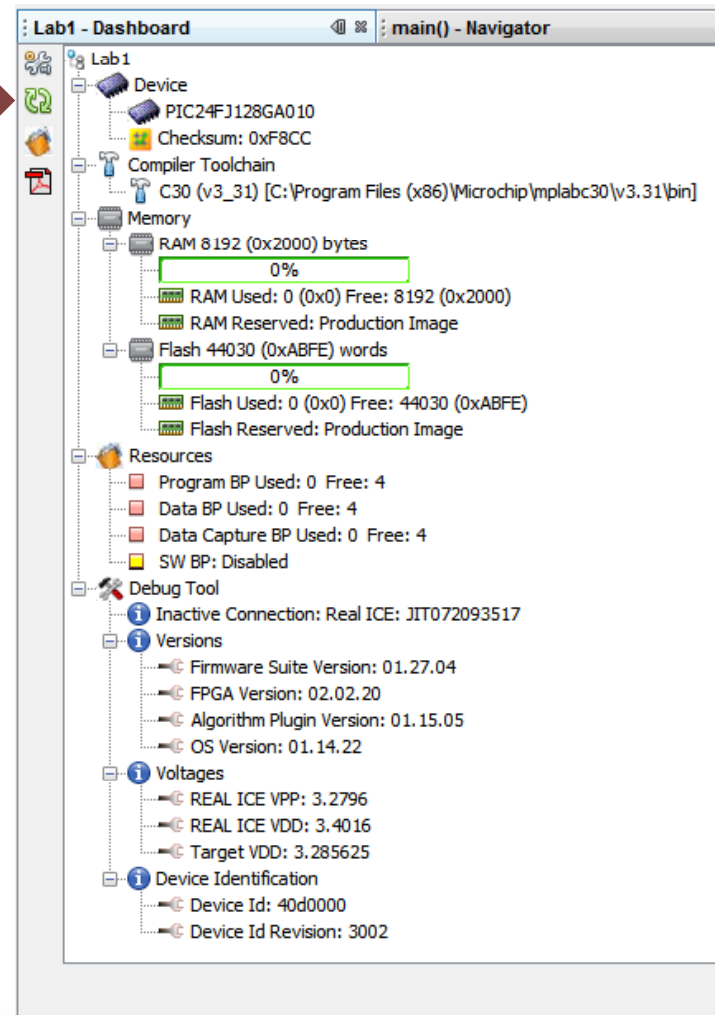 Lab1 - Dashboard
main() - Navigator
Lab1
Device
PIC24FJ128GA010
Checksum: 0xF8CC
Compiler Toolchain
C30 (v3_31) [C:\Program Files (x86)\Microchip\mplabc30\v3.31\bin]
Memory
RAM 8192 (0x2000) bytes
0%
RAM Used: 0 (0x0) Free: 8192 (0x2000)
RAM Reserved: Production Image
Flash 44030 (0xABFE) words
0%
Flash Used: 0 (0x0) Free: 44030 (0xABFE)
Flash Reserved: Production Image
Resources
Program BP Used: 0 Free: 4
Data BP Used: 0 Free: 4
Data Capture BP Used: 0 Free: 4
SW BP: Disabled
Debug Tool
Inactive Connection: Real ICE: JIT072093517
Versions
Firmware Suite Version: 01.27.04
FPGA Version: 02.02.20
Algorithm Plugin Version: 01.15.05
OS Version: 01.14.22
Voltages
REAL ICE VPP: 3.2796
REAL ICE VDD: 3.4016
Target VDD: 3.285625
Device Identification
Device Id: 40d0000
Device Id Revision: 3002